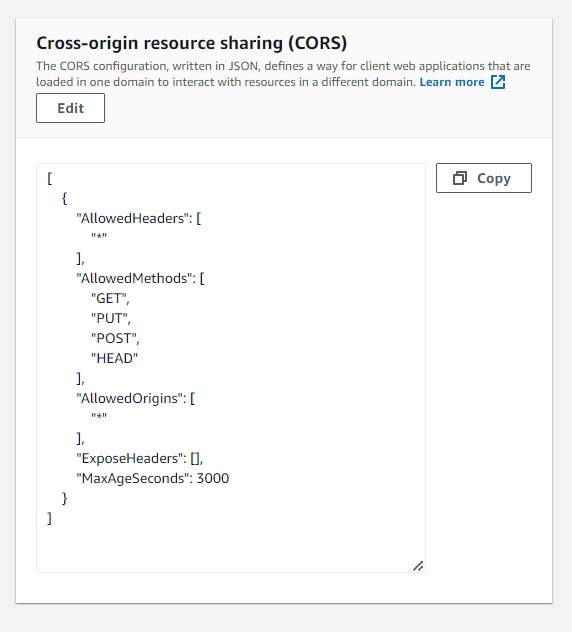 Cross-origin resource sharing (CORS)
The CORS configuration, written in JSON, defines a way for client web applications that are
loaded in one domain to interact with resources in a different domain. Learn more
Edit
Copy
[
{
"AllowedHeaders": [
"*"
],
"AllowedMethods": [
"GET",
"PUT",
"POST",
"HEAD"
],
"AllowedOrigins": [
"*"
],
"ExposeHeaders": [],
"MaxAgeSeconds": 3000
}
]